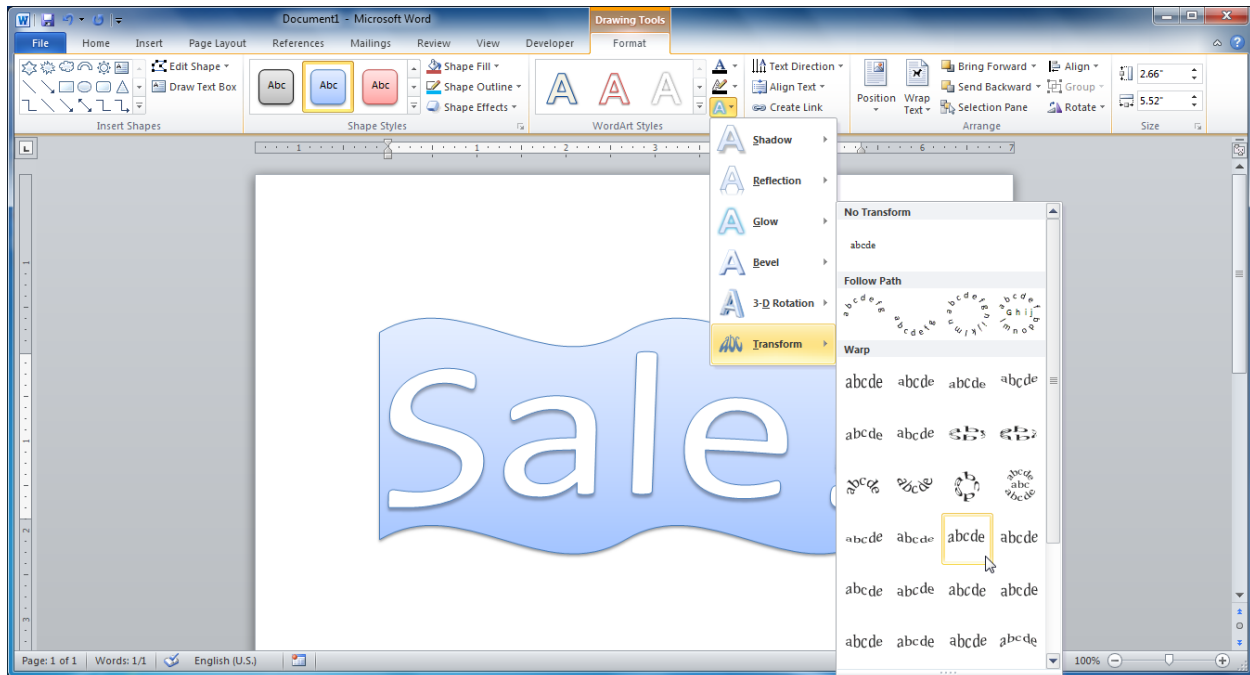 Document1 - Microsoft Word
Drawing Tools
File Home Insert Page Layout References Mailings Review View Developer Format
Edit Shape
Draw Text Box
Insert Shapes
Abc Abc Abc
Shape Fill
Shape Outline
Shape Effects
Shape Styles
A A A
WordArt Styles
Text Direction
Align Text
Create Link
Position
Wrap Text
Bring Forward
Send Backward
Selection Pane
Align
Group
Rotate
Arrange
2.66"
5.52"
Size
Shadow
Reflection
Glow
Bevel
3-D Rotation
Transform
No Transform
abcde
Follow Path
Warp
abcde abcde abcde abcde
abcde abcde
abcde abcde
abcde abcde abcde abcde
abcde abcde abcde abcde
abcde abcde abcde abcde
Sale
Page: 1 of 1 Words: 1/1 English (U.S.) 100%